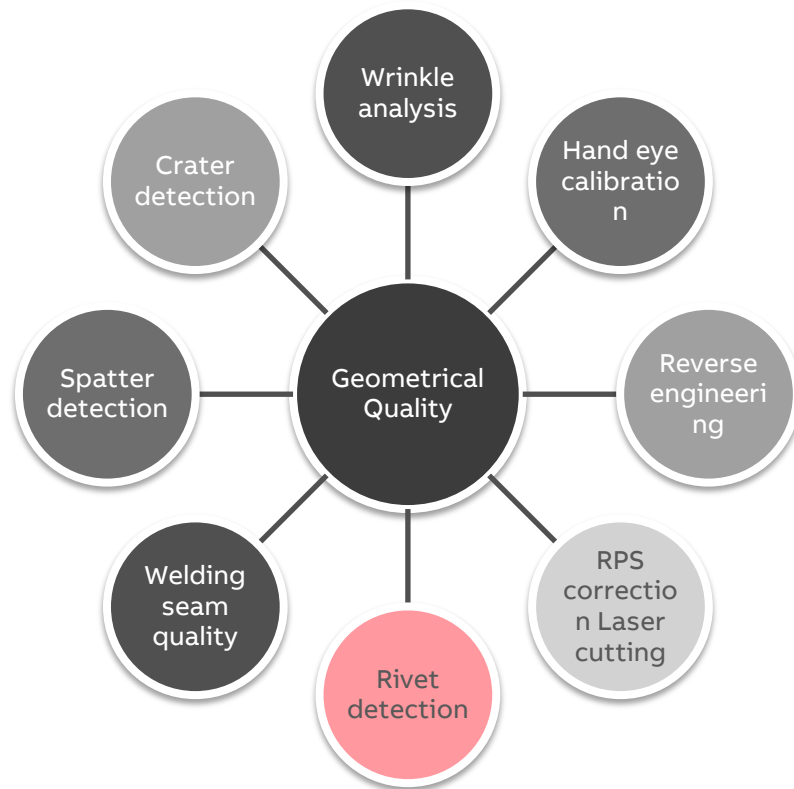 Wrinkle
analysis
Hand eye
calibratio
n
Reverse
engineeri
ng
RPS
correctio
n Laser
cutting
Rivet
detection
Welding
seam
quality
Spatter
detection
Crater
detection
Geometrical
Quality